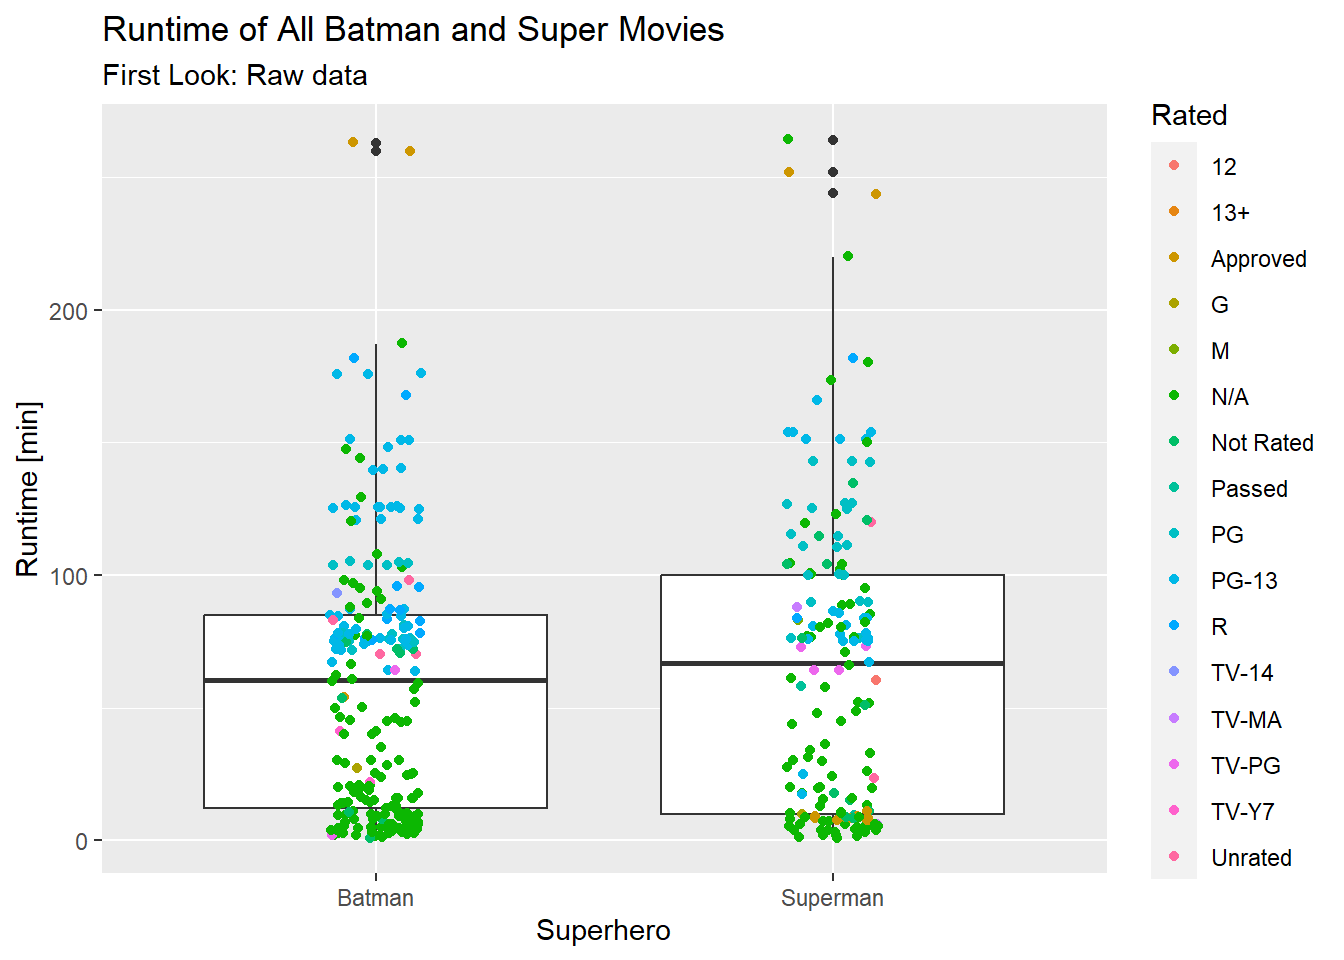 Runtime of All Batman and Super Movies
First Look: Raw data
Rated
12
13+
Approved
G
M
N/A
Not Rated
Passed
PG
PG-13
R
TV-14
TV-MA
TV-PG
TV-Y7
Unrated
Runtime [min]
200
100
0
Batman
Superman
Superhero